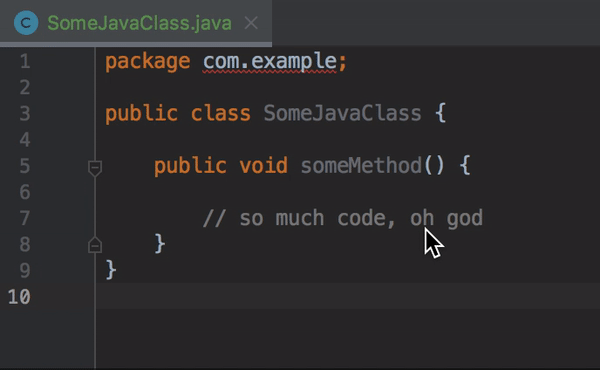 C SomeJavaClass.java
1 package com.example;
2
3 public class SomeJavaClass {
4
5 public void someMethod() {
6
7 // so much code, oh god
8 }
9 }
10